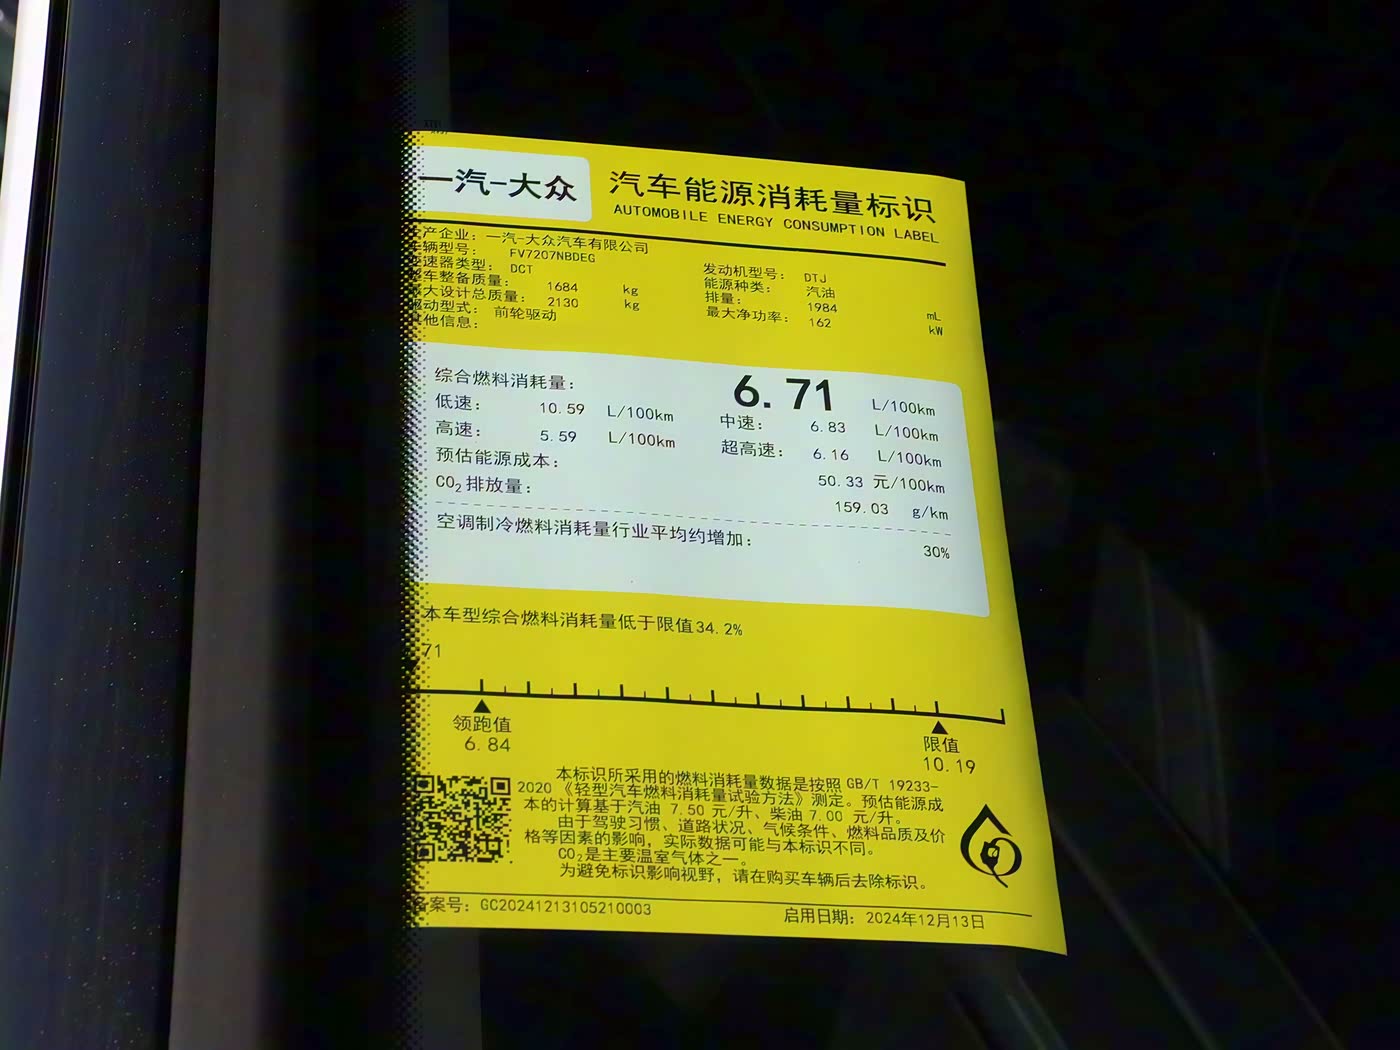 一汽-大众
汽车能源消耗量标识
AUTOMOBILE ENERGY CONSUMPTION LABEL
产企业：一汽-大众汽车有限公司
辆型号： FV7207NBDEG
速器类型： DCT
车整备质量： 1684 kg
大设计总质量： 2130 kg
动型式： 前轮驱动
他信息：
发动机型号： DTJ
能源种类： 汽油
排量： 1984 mL
最大净功率： 162 kW
综合燃料消耗量： 6.71 L/100km
低速： 10.59 L/100km 中速： 6.83 L/100km
高速： 5.59 L/100km 超高速： 6.16 L/100km
预估能源成本： 50.33 元/100km
CO₂排放量： 159.03 g/km
空调制冷燃料消耗量行业平均约增加： 30%
本车型综合燃料消耗量低于限值34.2%
71
领跑值
6.84
限值
10.19
本标识所采用的燃料消耗量数据是按照 GB/T 19233-
2020 《轻型汽车燃料消耗量试验方法》测定。预估能源成
本的计算基于汽油 7.50 元/升、柴油 7.00 元/升。
由于驾驶习惯、道路状况、气候条件、燃料品质及价
格等因素的影响，实际数据可能与本标识不同。
CO₂是主要温室气体之一。
为避免标识影响视野，请在购买车辆后去除标识。
备案号：GC20241213105210003
启用日期：2024年12月13日